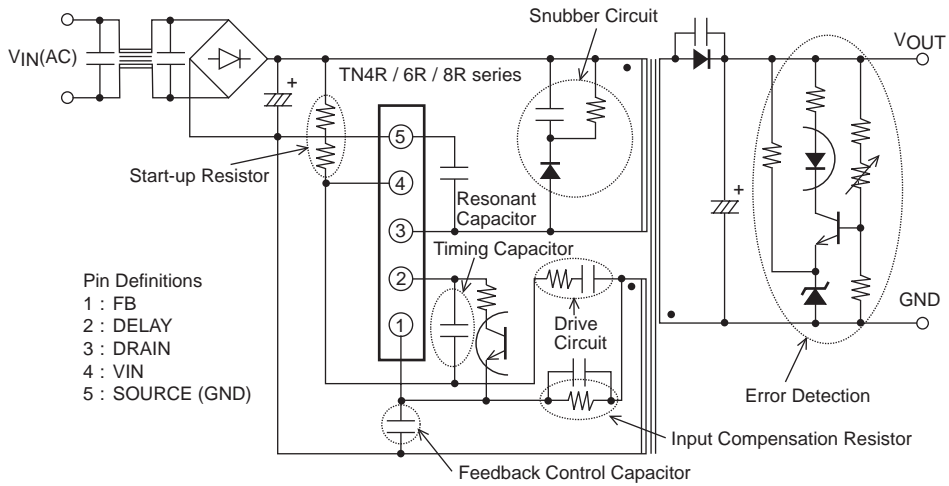 Snubber Circuit
VIN(AC)
TN4R / 6R / 8R series
VOUT
+
+
5
Start-up Resistor
4
Resonant
Capacitor
3
Timing Capacitor
Pin Definitions
1 : FB
2 : DELAY
3 : DRAIN
4 : VIN
5 : SOURCE (GND)
2
1
Drive
Circuit
GND
Error Detection
Input Compensation Resistor
Feedback Control Capacitor